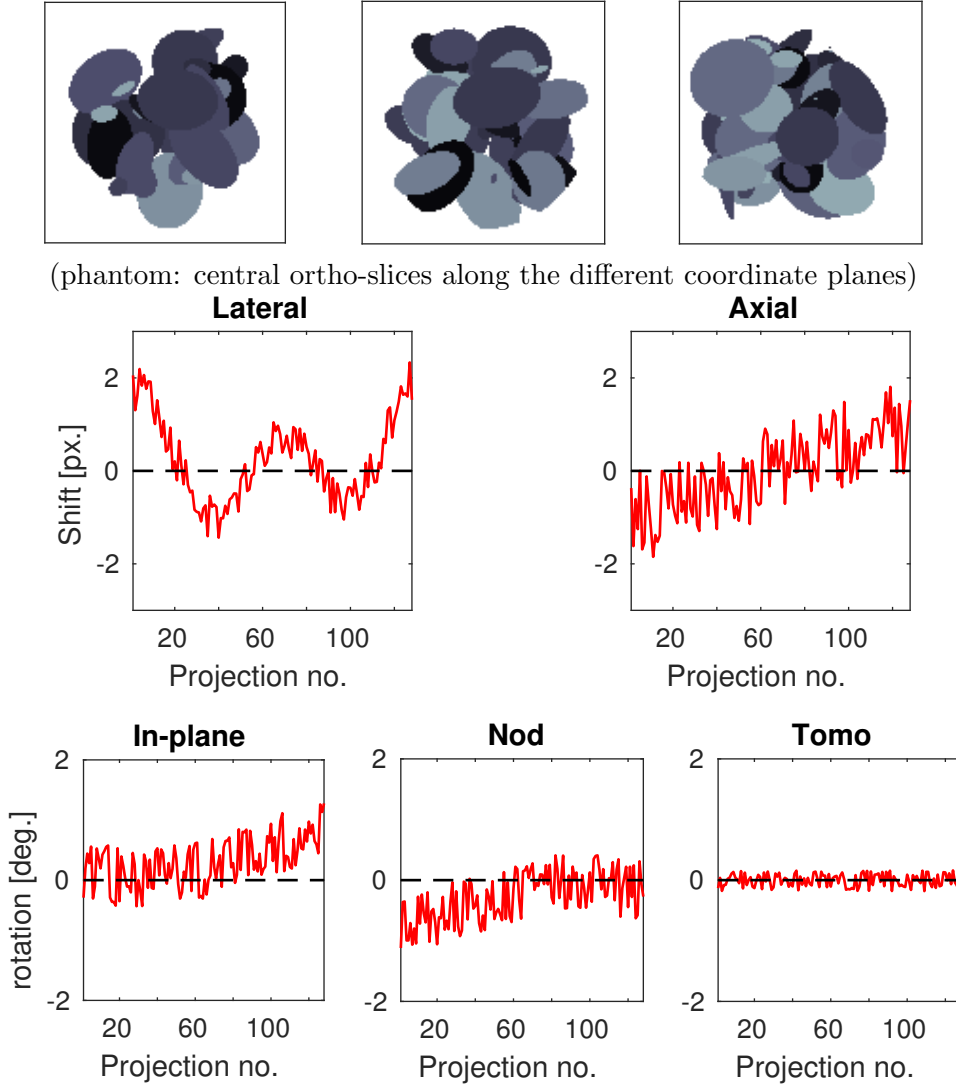 (phantom: central ortho-slices along the different coordinate planes)
Lateral
Axial
Shift [px.]
2
0
-2
20 60 100
Projection no.
2
0
-2
20 60 100
Projection no.
In-plane
Nod
Tomo
rotation [deg.]
2
0
-2
20 60 100
Projection no.
2
0
-2
20 60 100
Projection no.
2
0
-2
20 60 100
Projection no.